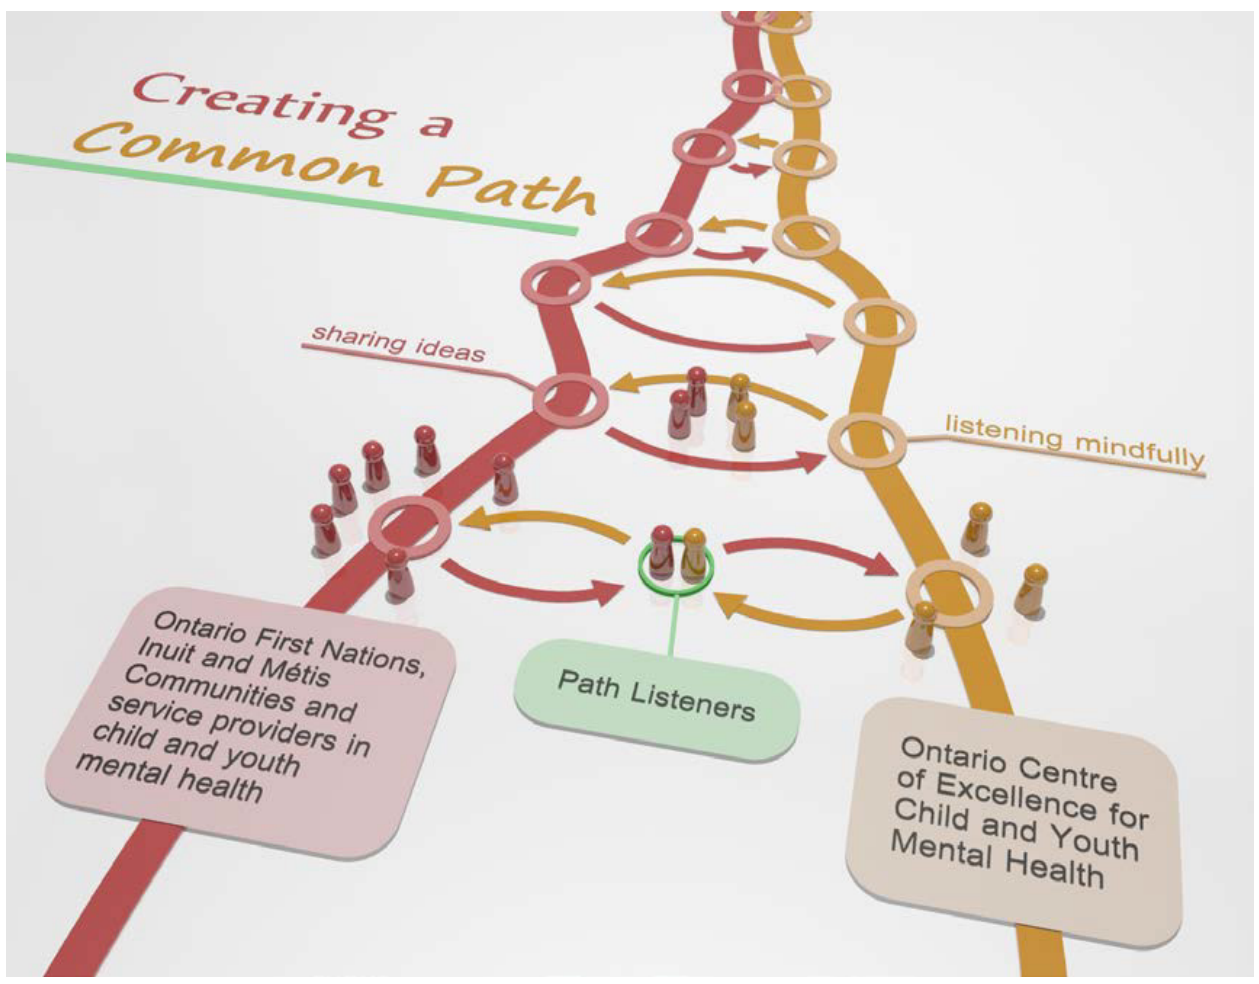 Creating a
Common Path
sharing ideas
listening mindfully
Ontario First Nations,
Inuit and Métis
Communities and
service providers in
child and youth
mental health
Path Listeners
Ontario Centre
of Excellence for
Child and Youth
Mental Health